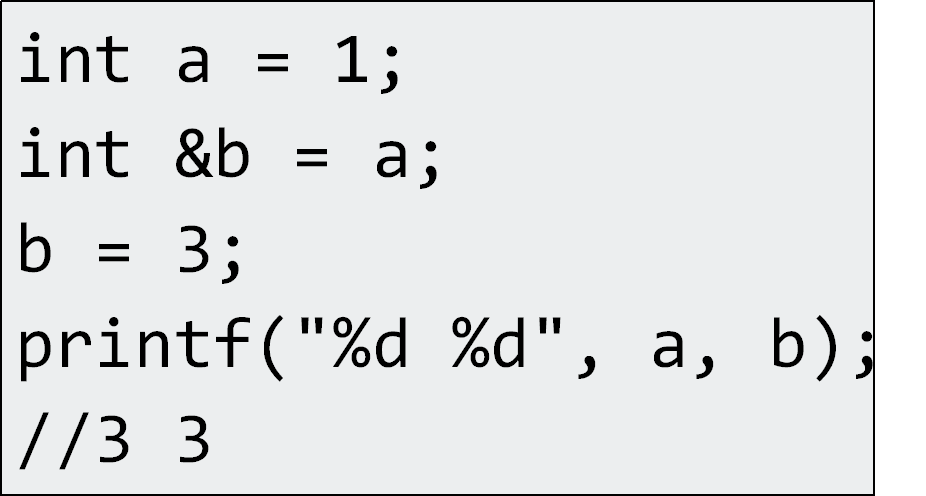 int a = 1;
int &b = a;
b = 3;
printf("%d %d", a, b);
//3 3